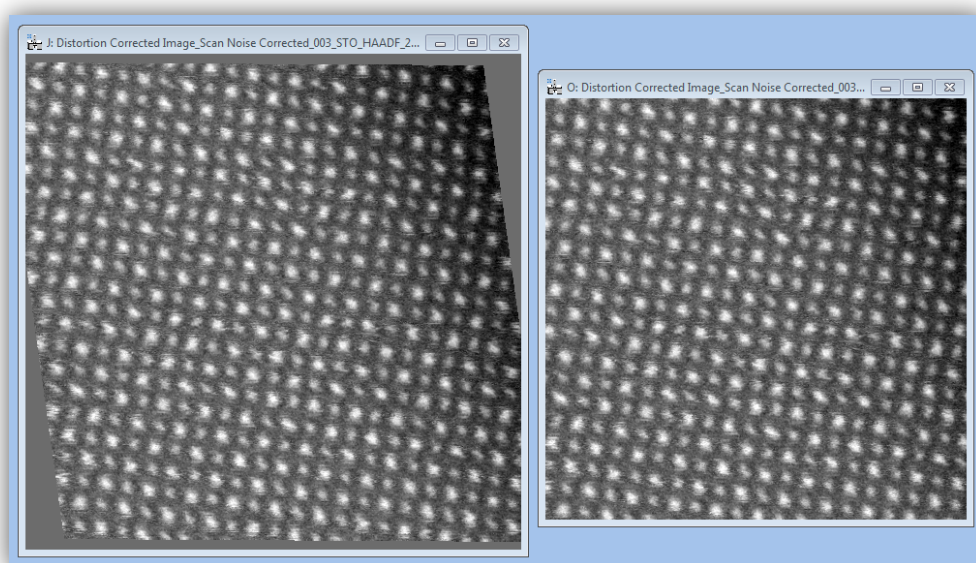 J: Distortion Corrected Image_Scan Noise Corrected_003_STO_HAADF_2...
O: Distortion Corrected Image_Scan Noise Corrected_003...